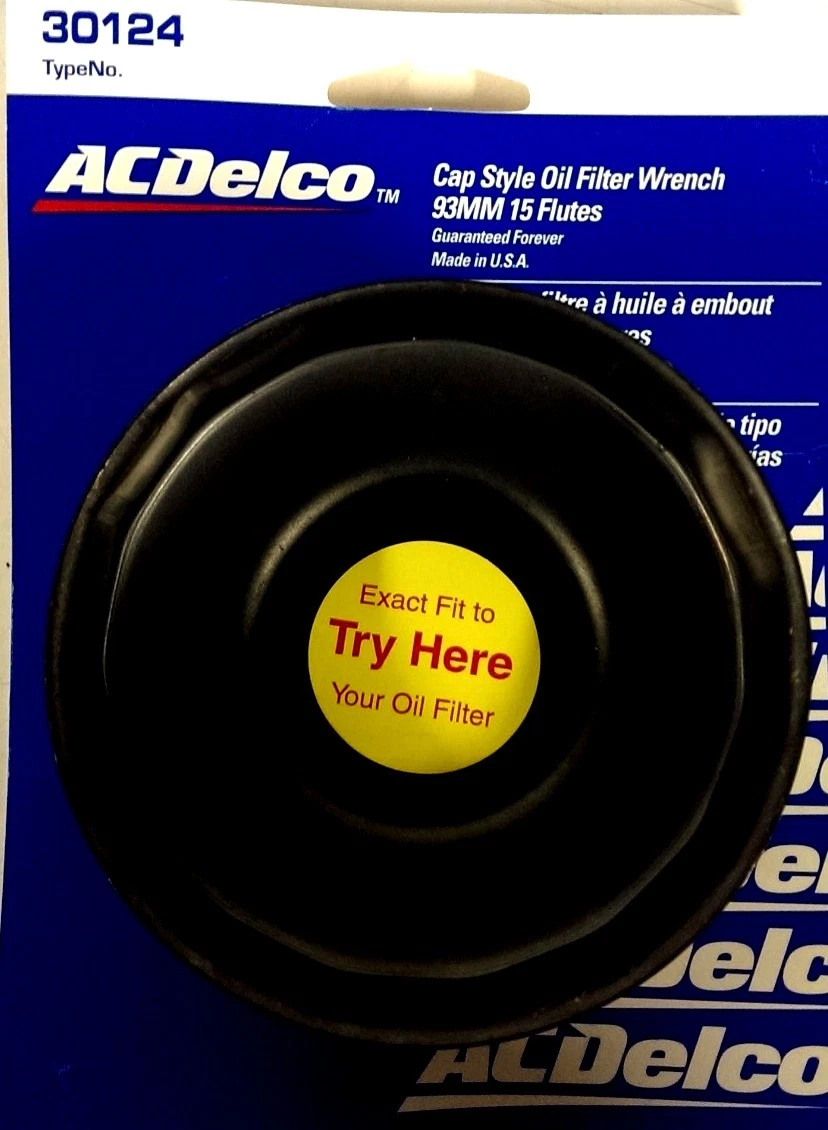 30124
TypeNo.
ACDelco TM
Cap Style Oil Filter Wrench
93MM 15 Flutes
Guaranteed Forever
Made in U.S.A.
à huile à embout
tipo
Exact Fit to
Try Here
Your Oil Filter
ACDelco